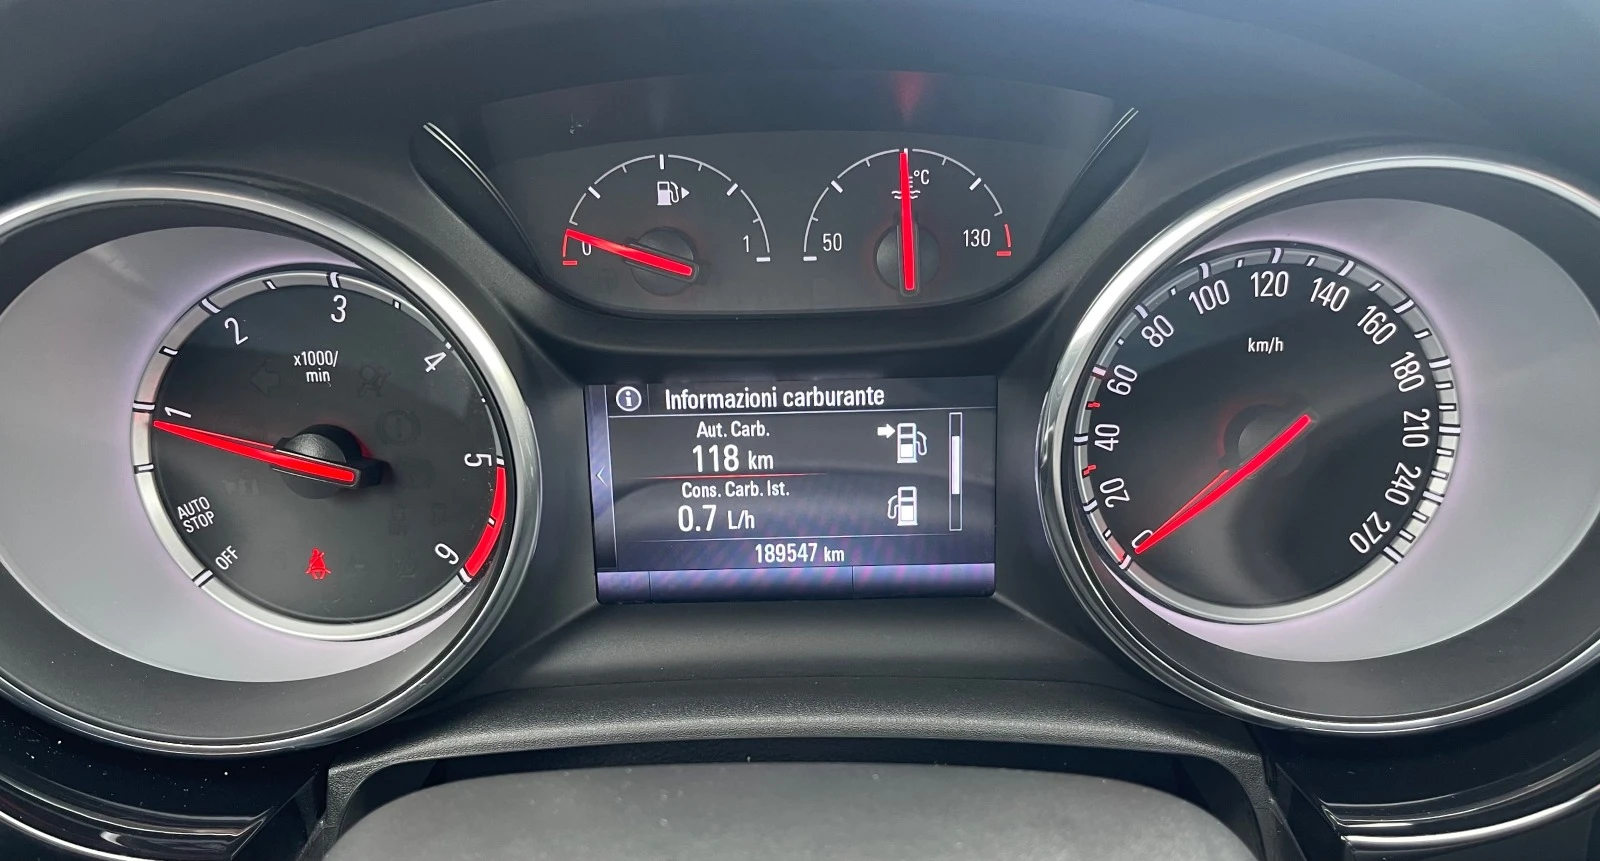 0
1
50
°C
130
OFF
AUTO
STOP
1
2
3
4
5
6
x1000/
min
Informazioni carburante
Aut. Carb.
118 km
Cons. Carb. Ist.
0.7 L/h
189547 km
0
20
40
60
80
100
120
140
160
180
210
240
270
km/h